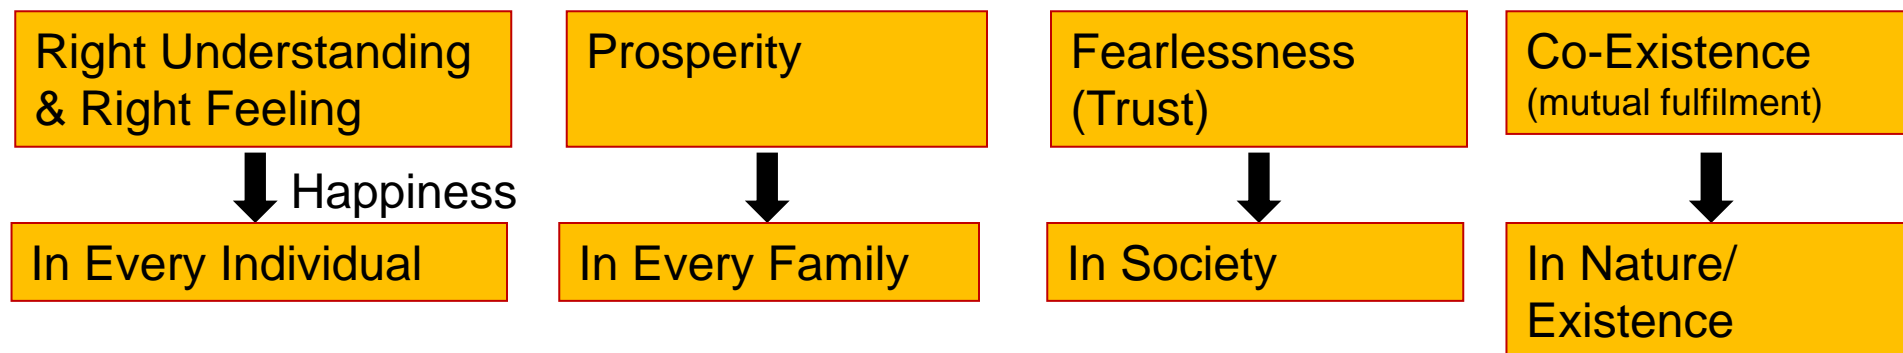 Right Understanding
& Right Feeling
Happiness
In Every Individual
Prosperity
In Every Family
Fearlessness
(Trust)
In Society
Co-Existence
(mutual fulfilment)
In Nature/
Existence